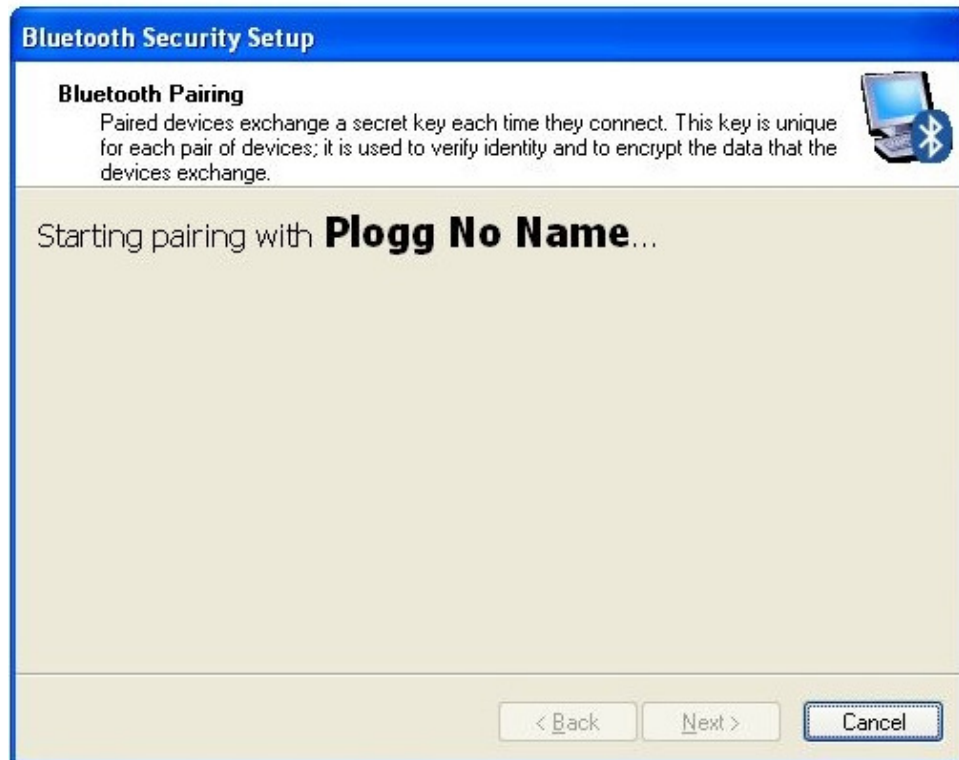 Bluetooth Security Setup
Bluetooth Pairing
Paired devices exchange a secret key each time they connect. This key is unique
for each pair of devices; it is used to verify identity and to encrypt the data that the
devices exchange.
Starting pairing with Plogg No Name...
< Back Next > Cancel